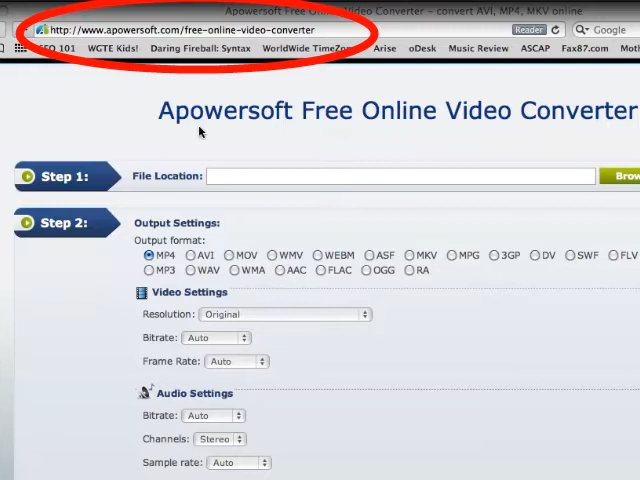 Apowersoft Free Online Video Converter – convert AVI, MP4, MKV online
http://www.apowersoft.com/free-online-video-converter Reader Google
SEO 101 WGTE Kids! Daring Fireball: Syntax WorldWide TimeZon Arise oDesk Music Review ASCAP Fax87.com Moth
Apowersoft Free Online Video Converter
Step 1: File Location: Brow
Step 2: Output Settings:
Output format:
MP4 AVI MOV WMV WEBM ASF MKV MPG 3GP DV SWF FLV
MP3 WAV WMA AAC FLAC OGG RA
Video Settings
Resolution: Original
Bitrate: Auto
Frame Rate: Auto
Audio Settings
Bitrate: Auto
Channels: Stereo
Sample rate: Auto